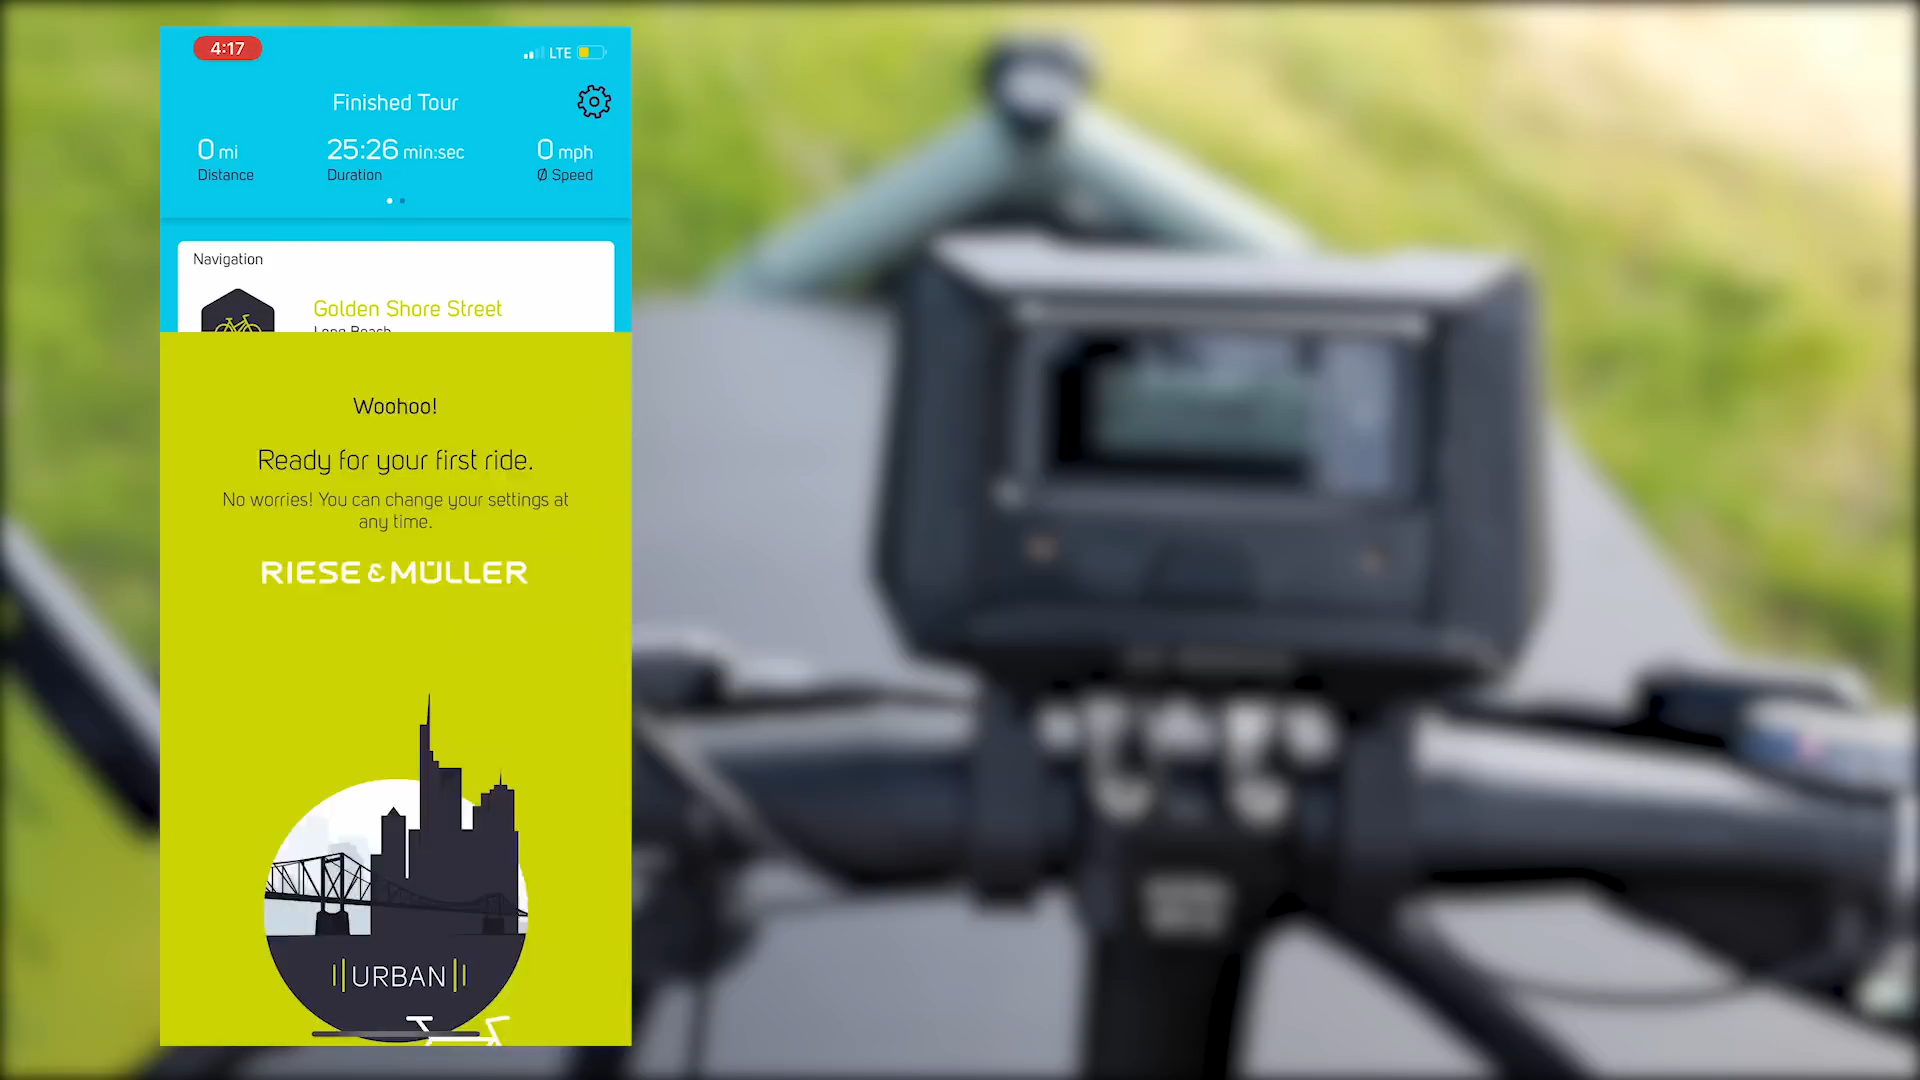 4:17
LTE
Finished Tour
0 mi
25:26 min:sec
0 mph
Distance
Duration
Ø Speed
Navigation
Golden Shore Street
Long Beach
Woohoo!
Ready for your first ride.
No worries! You can change your settings at
any time.
RIESE & MÜLLER
URBAN